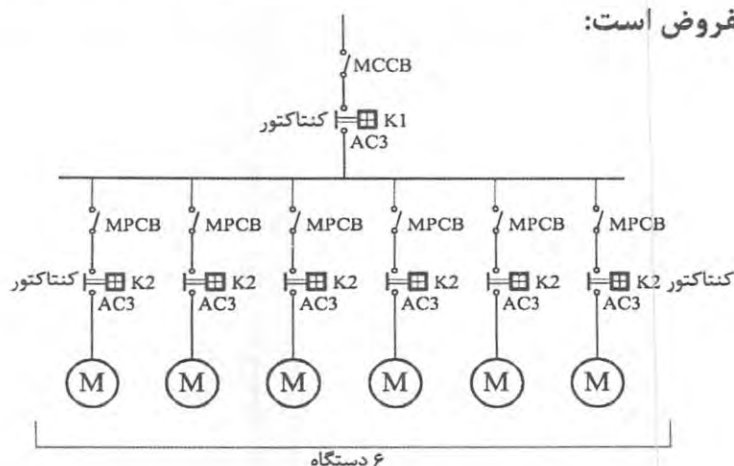 فروض است:
MCCB
کنتاکتور K1
AC3
MPCB MPCB MPCB MPCB MPCB MPCB
کنتاکتور K2 K2 K2 K2 K2 K2 کنتاکتور
AC3 AC3 AC3 AC3 AC3 AC3
M M M M M M
۶ دستگاه